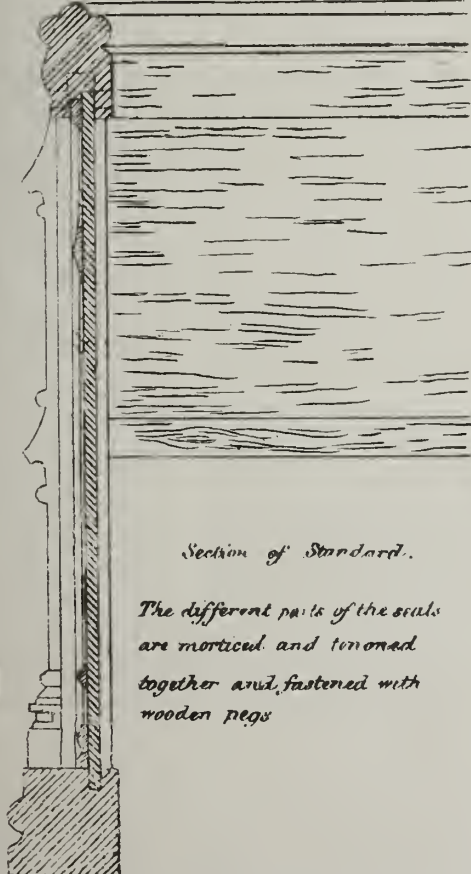 Section of Standard.
The different parts of the seats
are morticed and tenoned
together and fastened with
wooden pegs